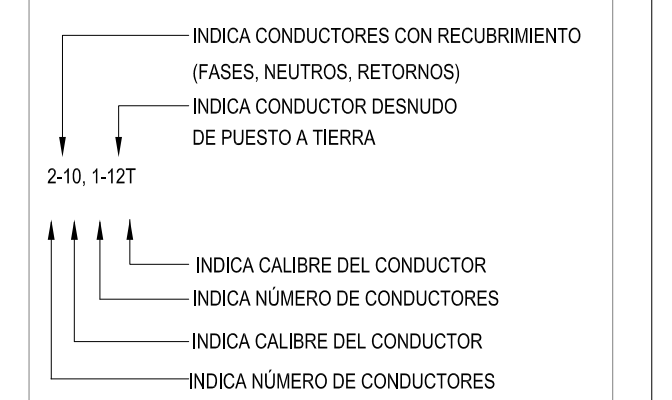 INDICA CONDUCTORES CON RECUBRIMIENTO
(FASES, NEUTROS, RETORNOS)
INDICA CONDUCTOR DESNUDO
DE PUESTO A TIERRA
2-10, 1-12T
INDICA CALIBRE DEL CONDUCTOR
INDICA NÚMERO DE CONDUCTORES
INDICA CALIBRE DEL CONDUCTOR
INDICA NÚMERO DE CONDUCTORES